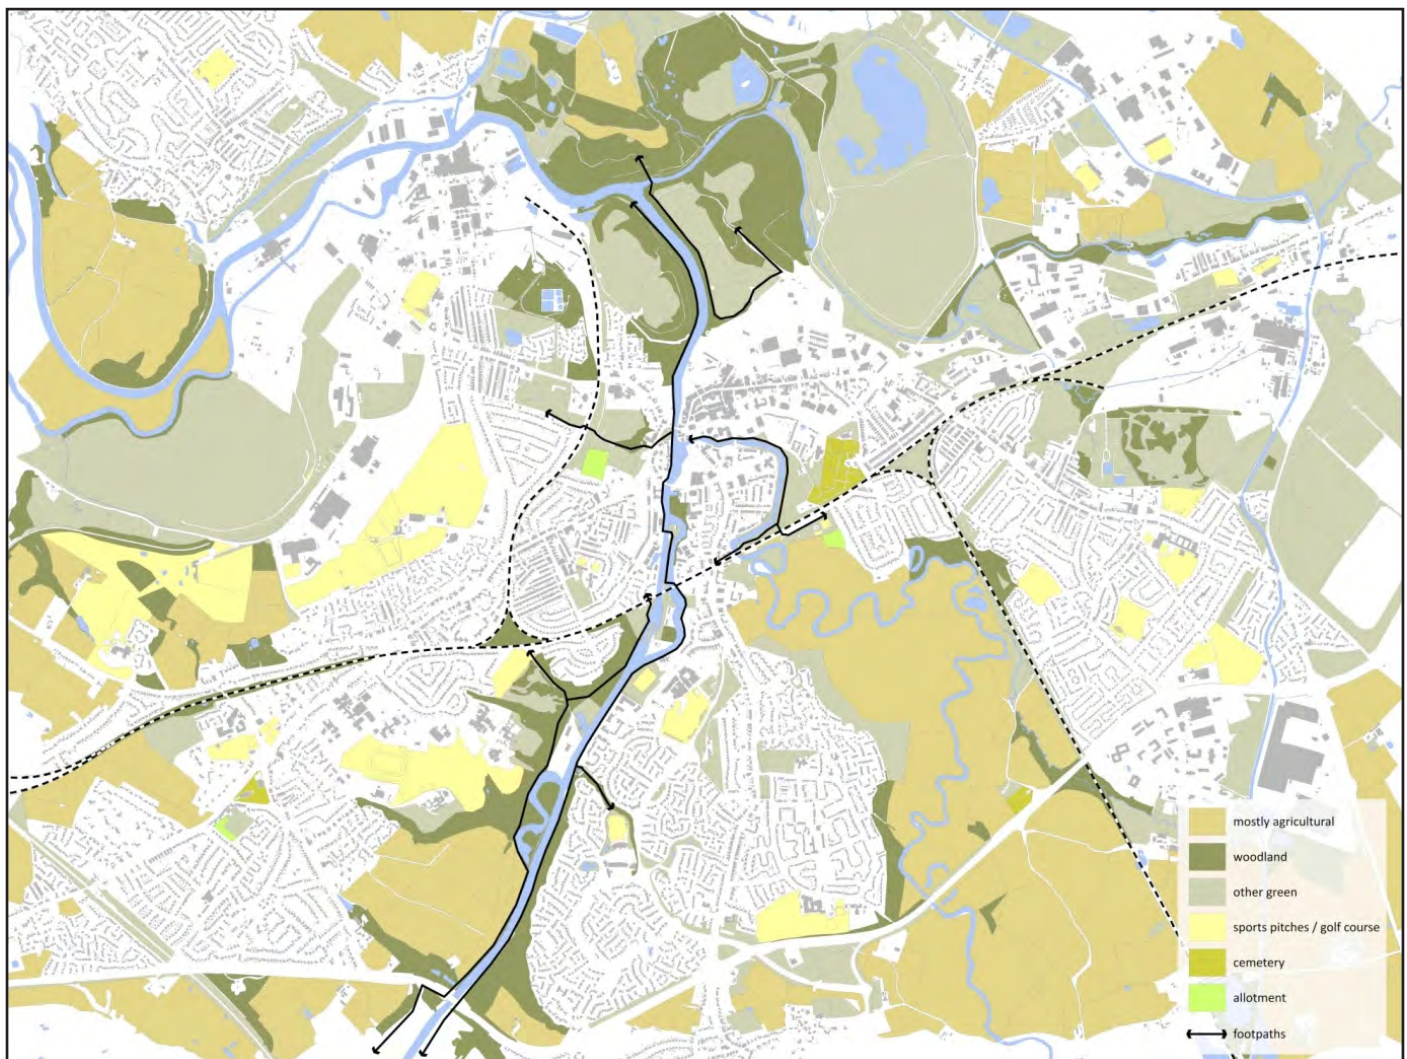 mostly agricultural
woodland
other green
sports pitches / golf course
cemetery
allotment
footpaths